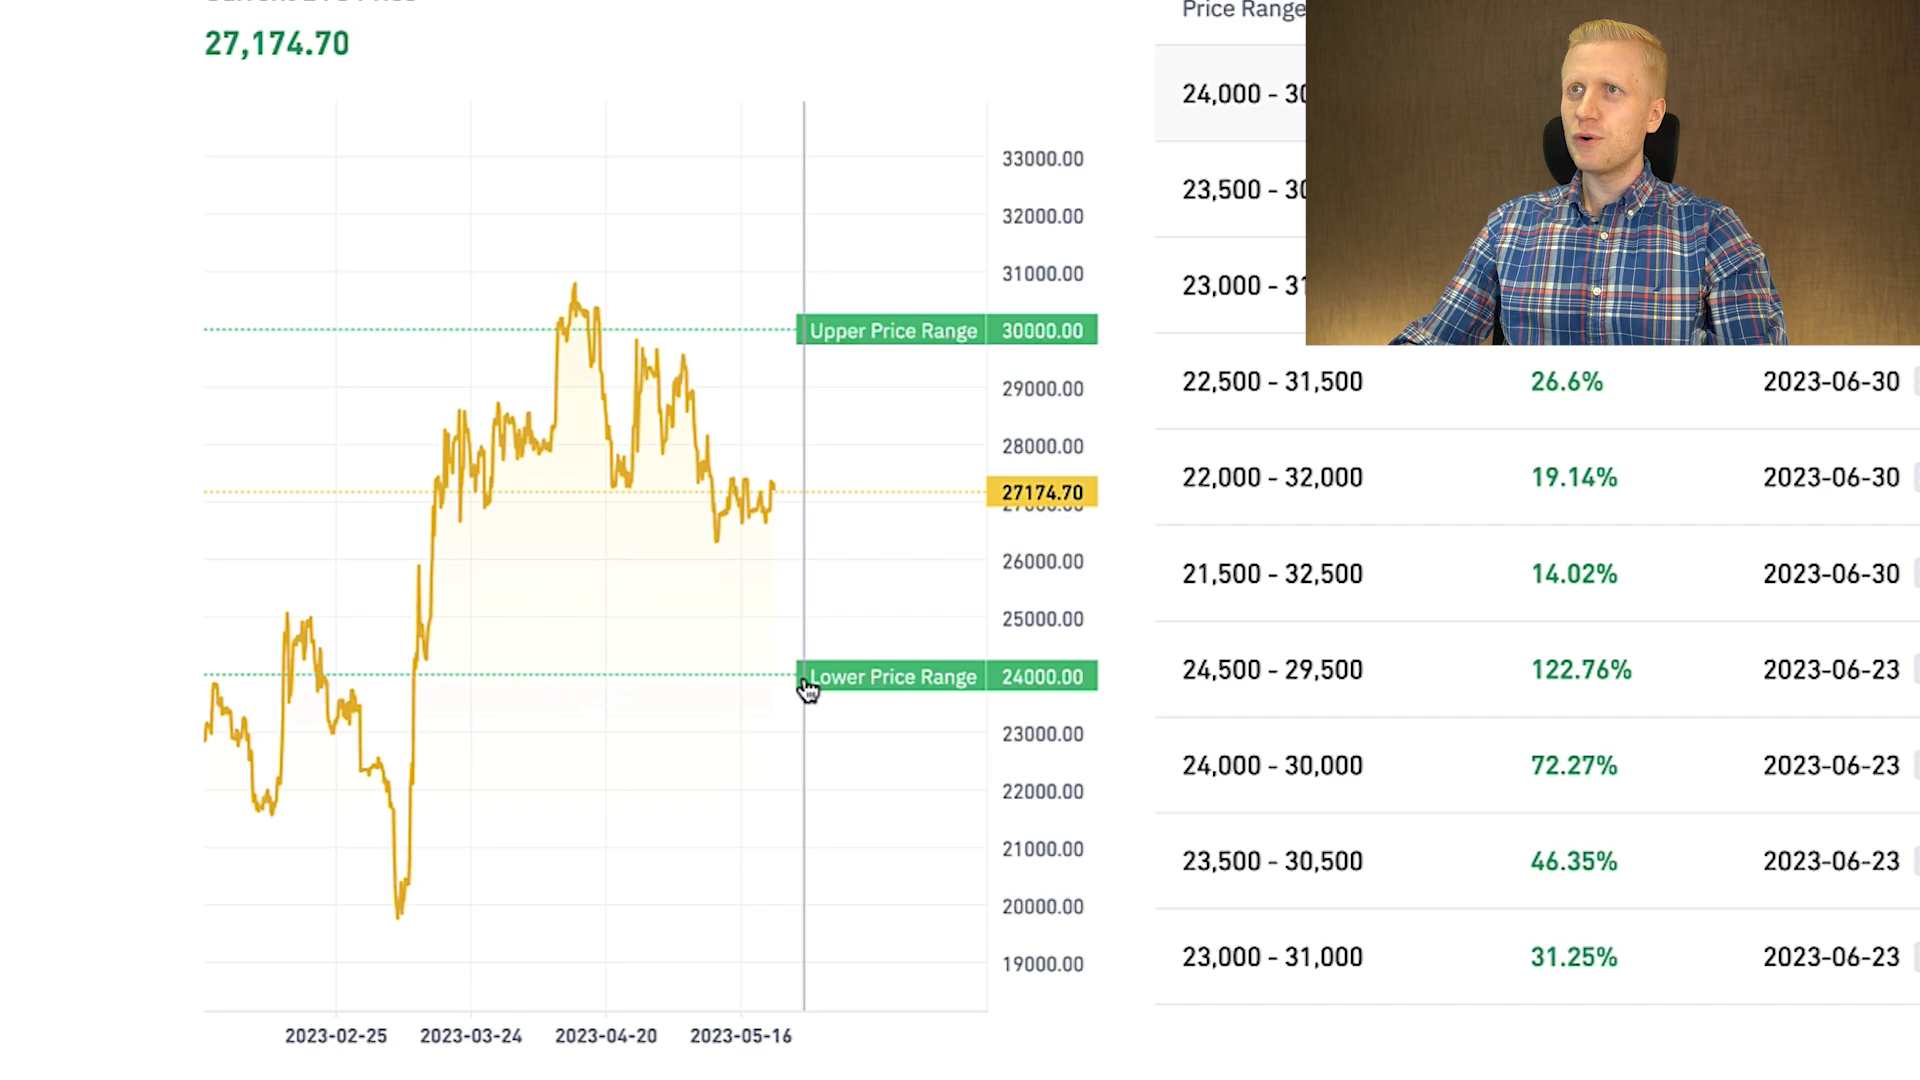 27,174.70
33000.00
32000.00
31000.00
Upper Price Range 30000.00
29000.00
28000.00
27174.70
26000.00
25000.00
Lower Price Range 24000.00
23000.00
22000.00
21000.00
20000.00
19000.00
2023-02-25 2023-03-24 2023-04-20 2023-05-16
Price Range
24,000 - 30
23,500 - 30
23,000 - 31
22,500 - 31,500 26.6% 2023-06-30
22,000 - 32,000 19.14% 2023-06-30
21,500 - 32,500 14.02% 2023-06-30
24,500 - 29,500 122.76% 2023-06-23
24,000 - 30,000 72.27% 2023-06-23
23,500 - 30,500 46.35% 2023-06-23
23,000 - 31,000 31.25% 2023-06-23